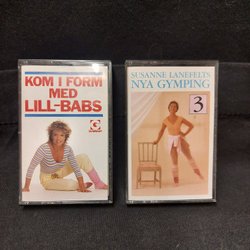 KOM I FORM
MED
LILL-BABS
G
SUSANNE LANEFELTS
NYA GYMPING
3